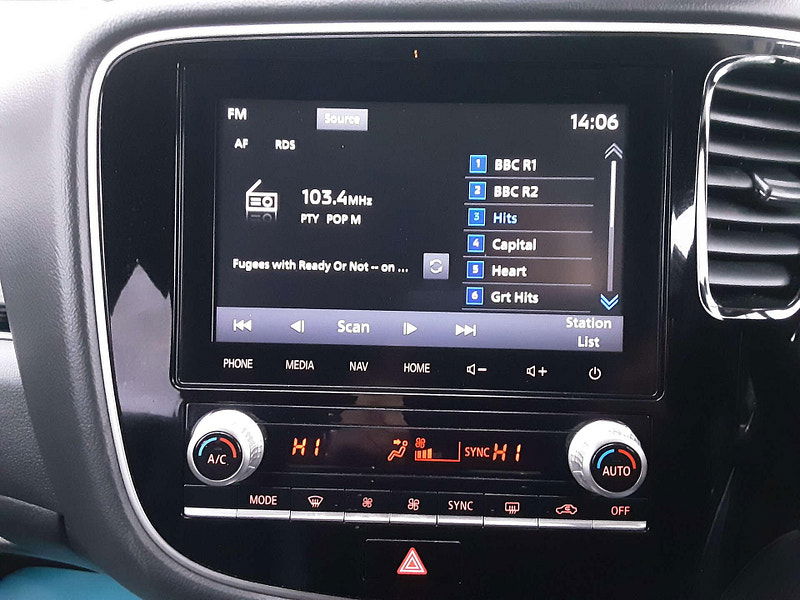 FM
Source
14:06
AF RDS
103.4MHz
PTY POP M
Fugees with Ready Or Not -- on ...
1 BBC R1
2 BBC R2
3 Hits
4 Capital
5 Heart
6 Grt Hits
Scan
Station
List
PHONE MEDIA NAV HOME
A/C
HI
SYNC HI
AUTO
MODE SYNC OFF